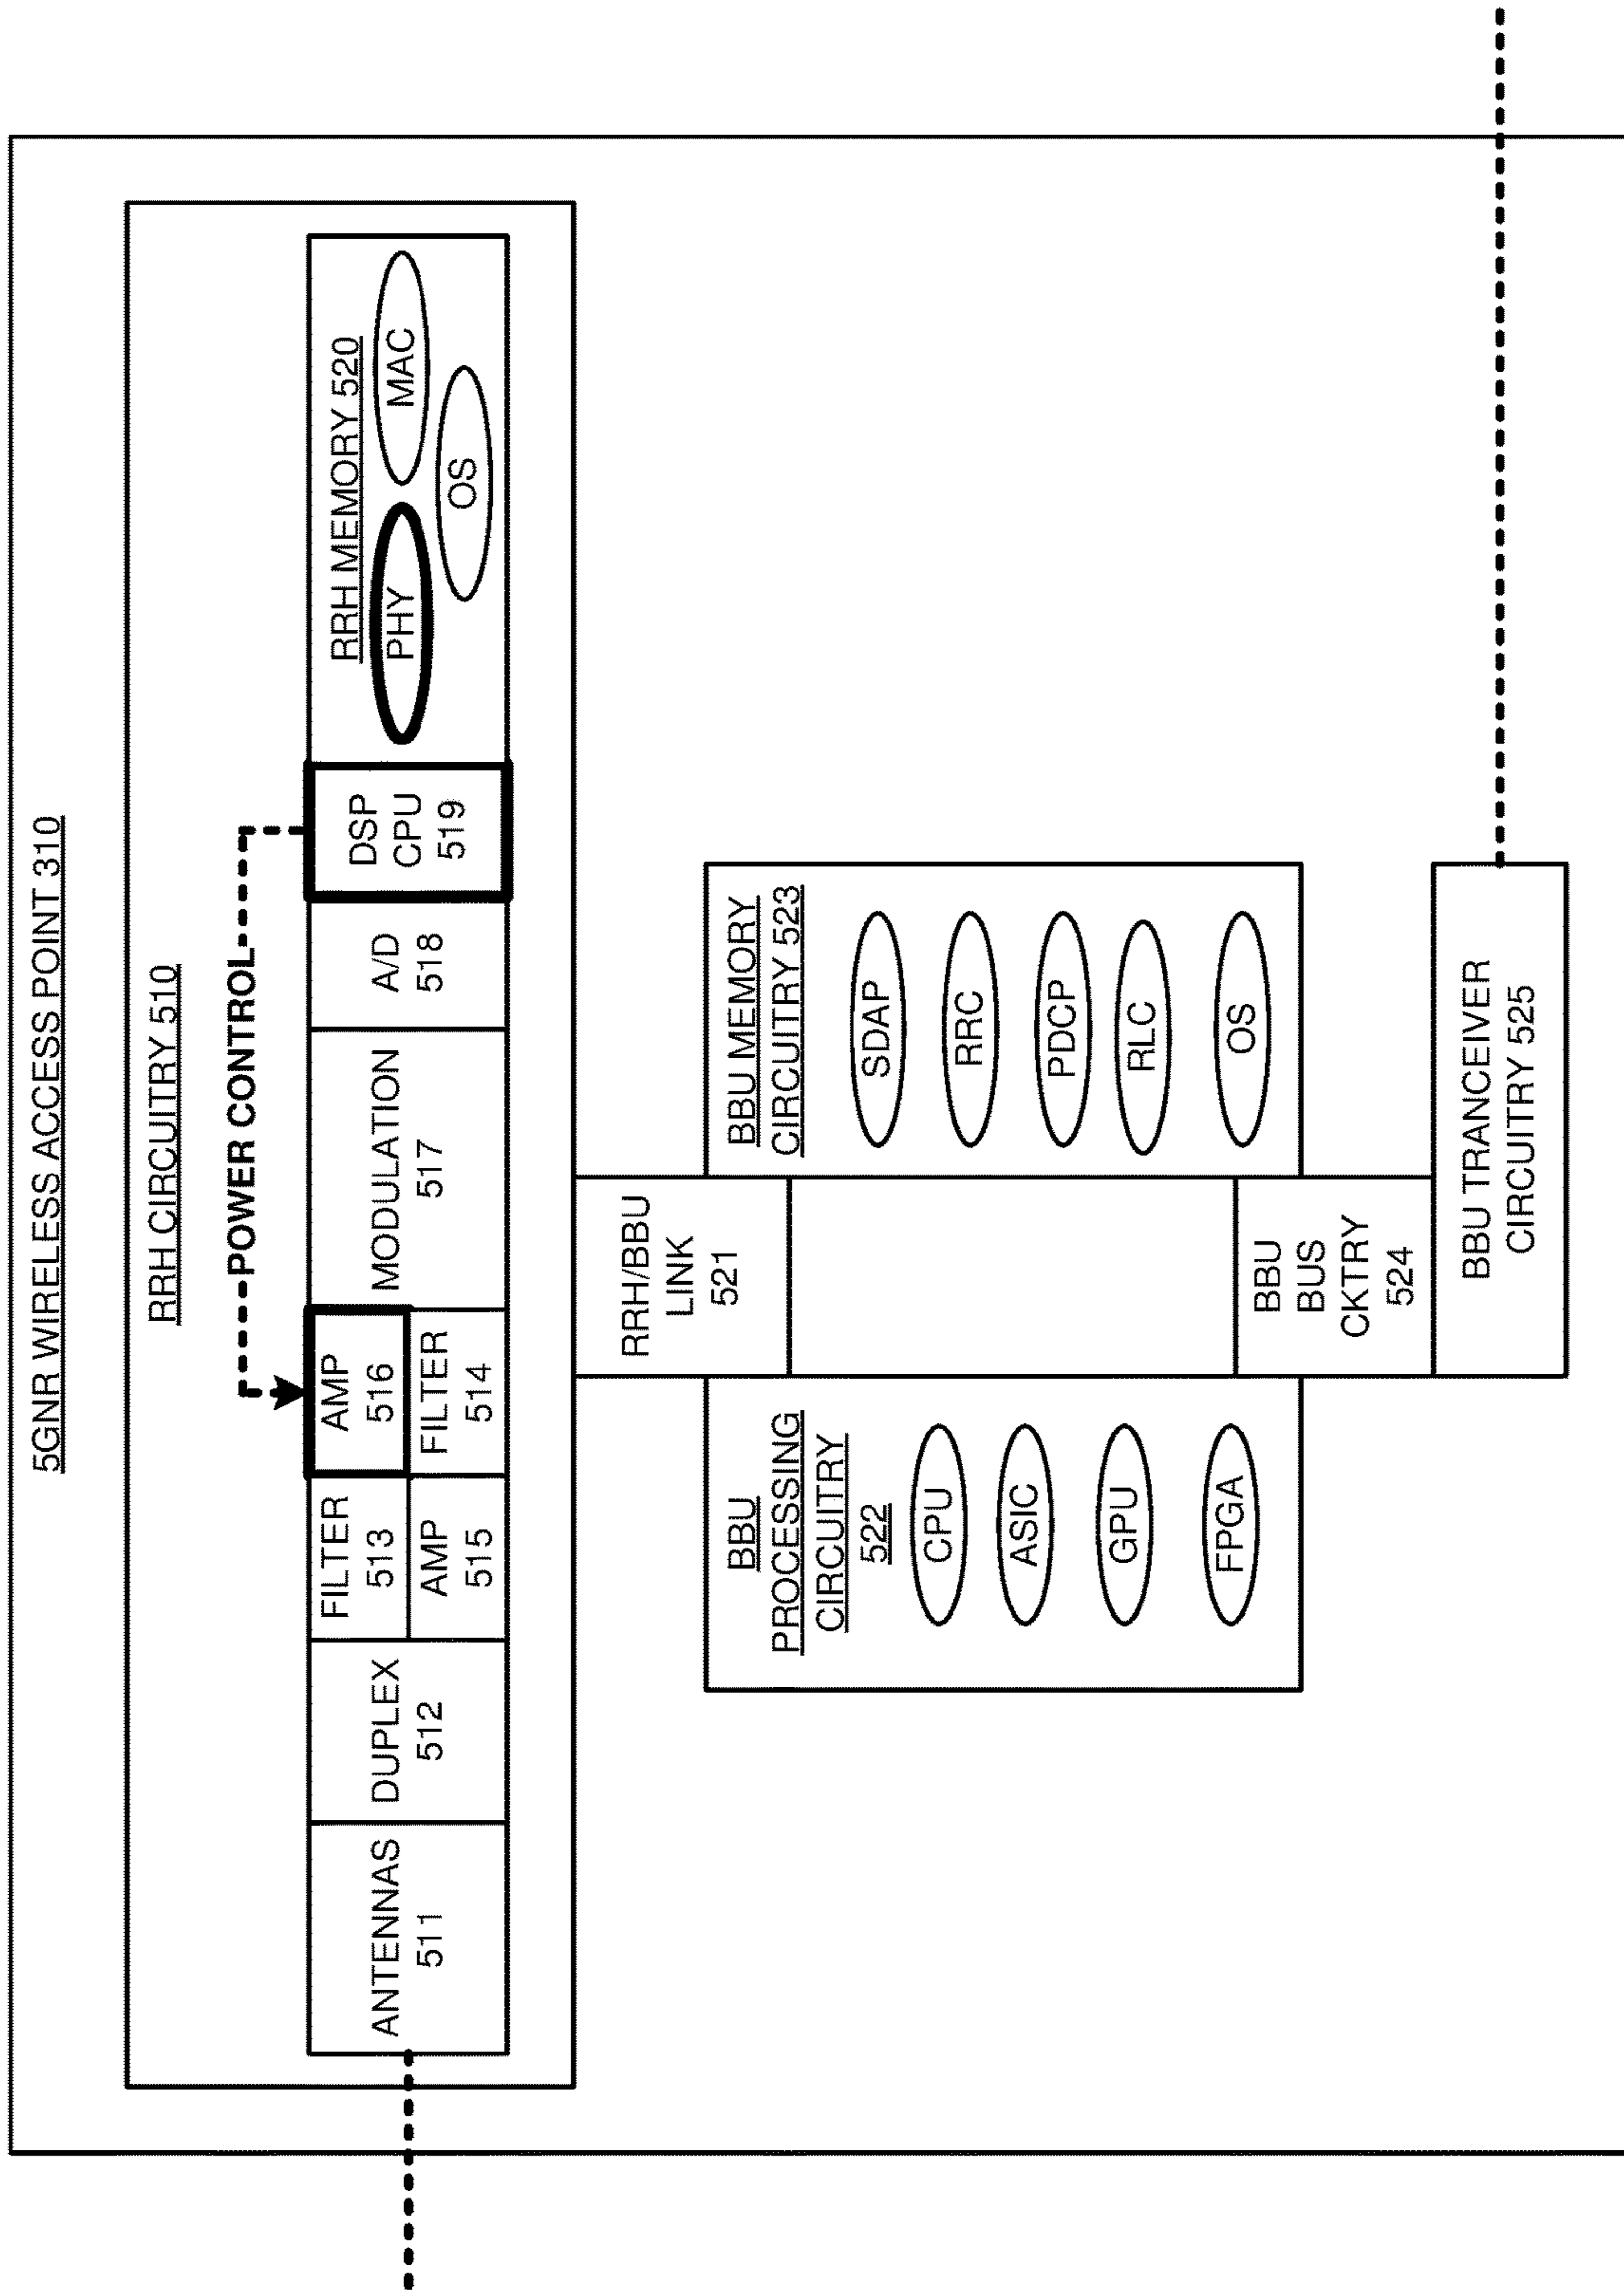 5GNR WIRELESS ACCESS POINT 310
RRH CIRCUITRY 510
POWER CONTROL
ANTENNAS
511
DUPLEX
512
FILTER
513
AMP
515
AMP
516
FILTER
514
MODULATION
517
A/D
518
DSP
CPU
519
RRH MEMORY 520
PHY
MAC
OS
RRH/BBU
LINK
521
BBU
PROCESSING
CIRCUITRY
522
CPU
ASIC
GPU
FPGA
BBU MEMORY
CIRCUITRY 523
SDAP
RRC
PDCP
RLC
OS
BBU
BUS
CKTRY
524
BBU TRANCEIVER
CIRCUITRY 525